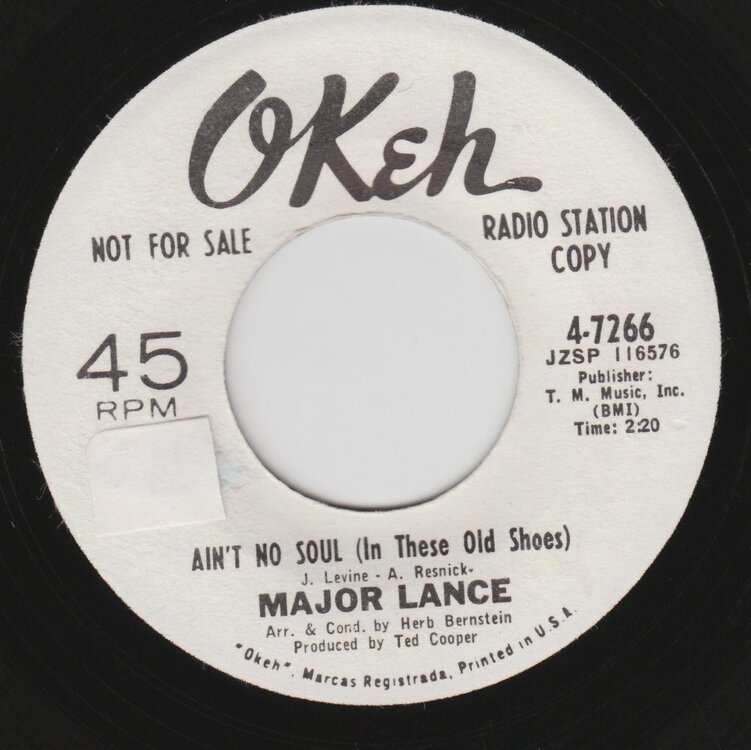 OKeh
NOT FOR SALE
RADIO STATION
COPY
45
RPM
4-7266
JZSP 116576
Publisher:
T. M. Music, Inc.
(BMI)
Time: 2:20
AIN'T NO SOUL (In These Old Shoes)
J. Levine - A. Resnick-
MAJOR LANCE
Arr. & Cond. by Herb Bernstein
Produced by Ted Cooper
"Okeh", Marcas Registrada, Printed in U.S.A.